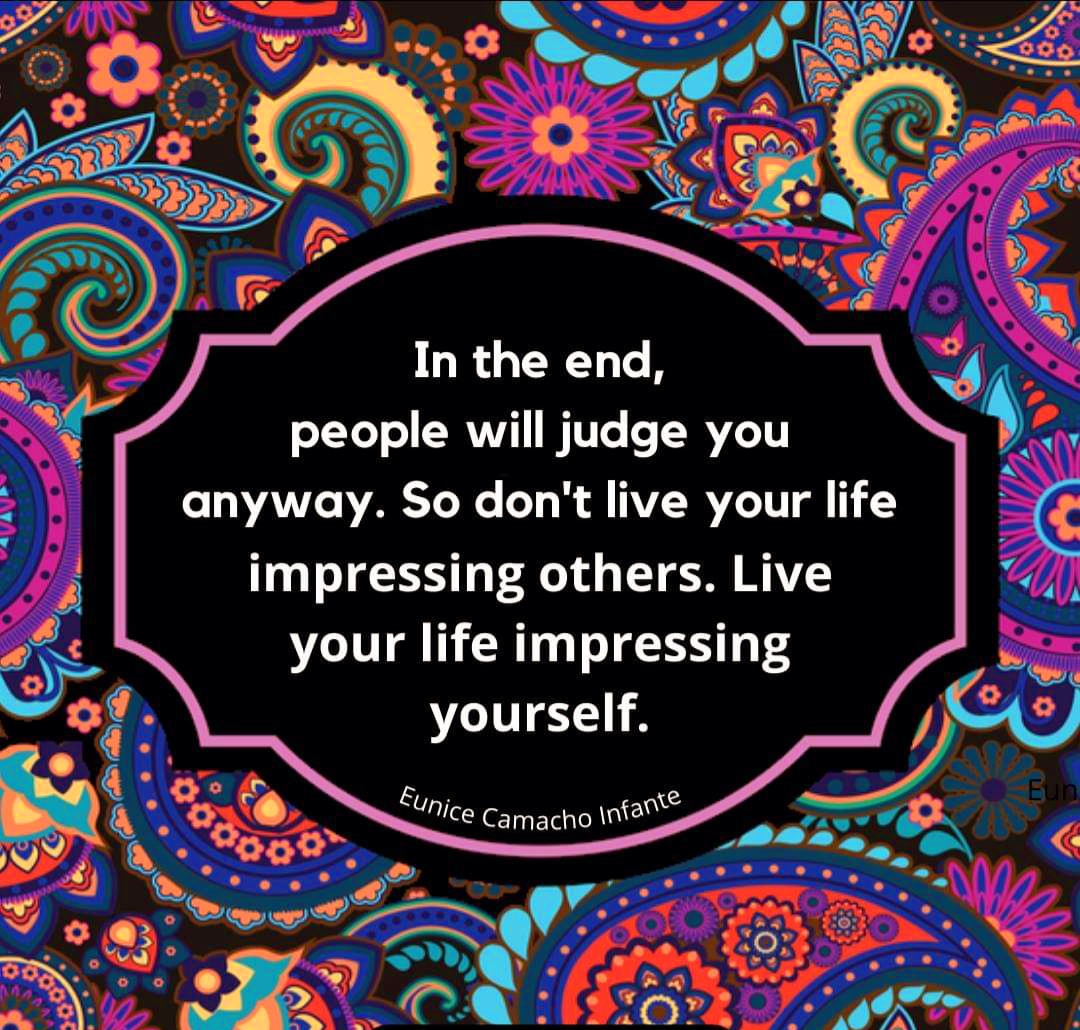 In the end,
people will judge you
anyway. So don't live your life
impressing others. Live
your life impressing
yourself.
Eunice Camacho Infante
Eun